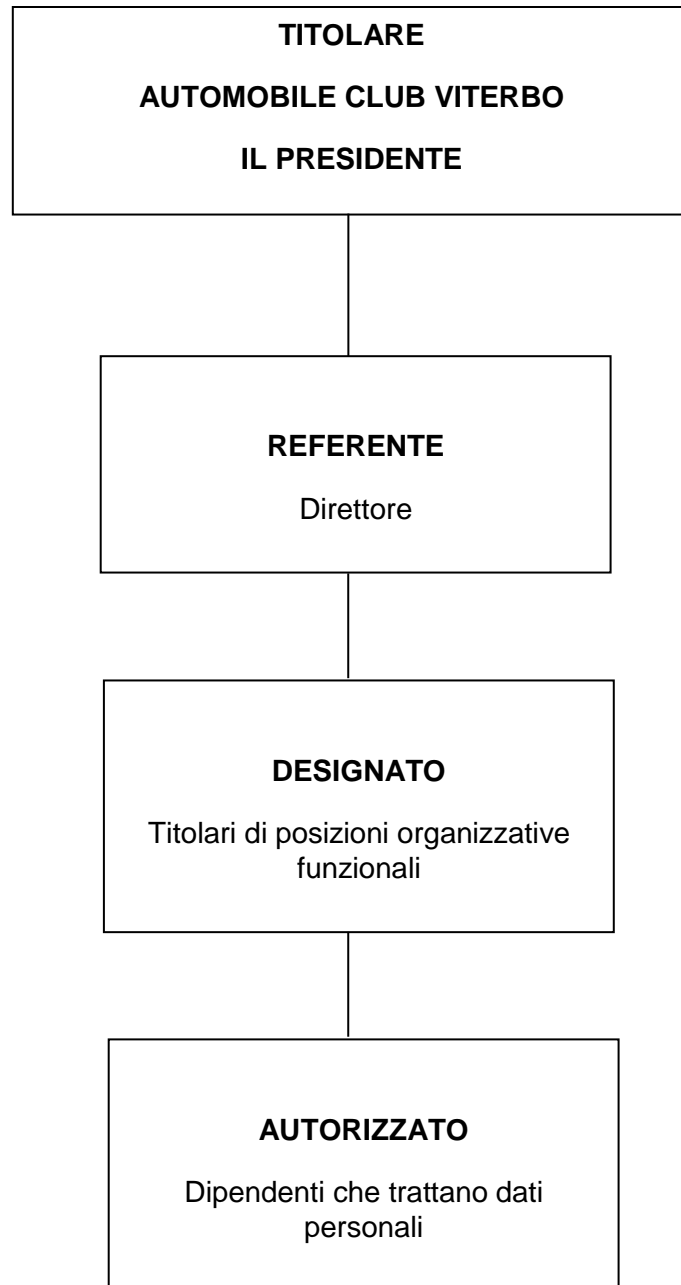 TITOLARE
AUTOMOBILE CLUB VITERBO
IL PRESIDENTE
REFERENTE
Direttore
DESIGNATO
Titolari di posizioni organizzative
funzionali
AUTORIZZATO
Dipendenti che trattano dati
personali